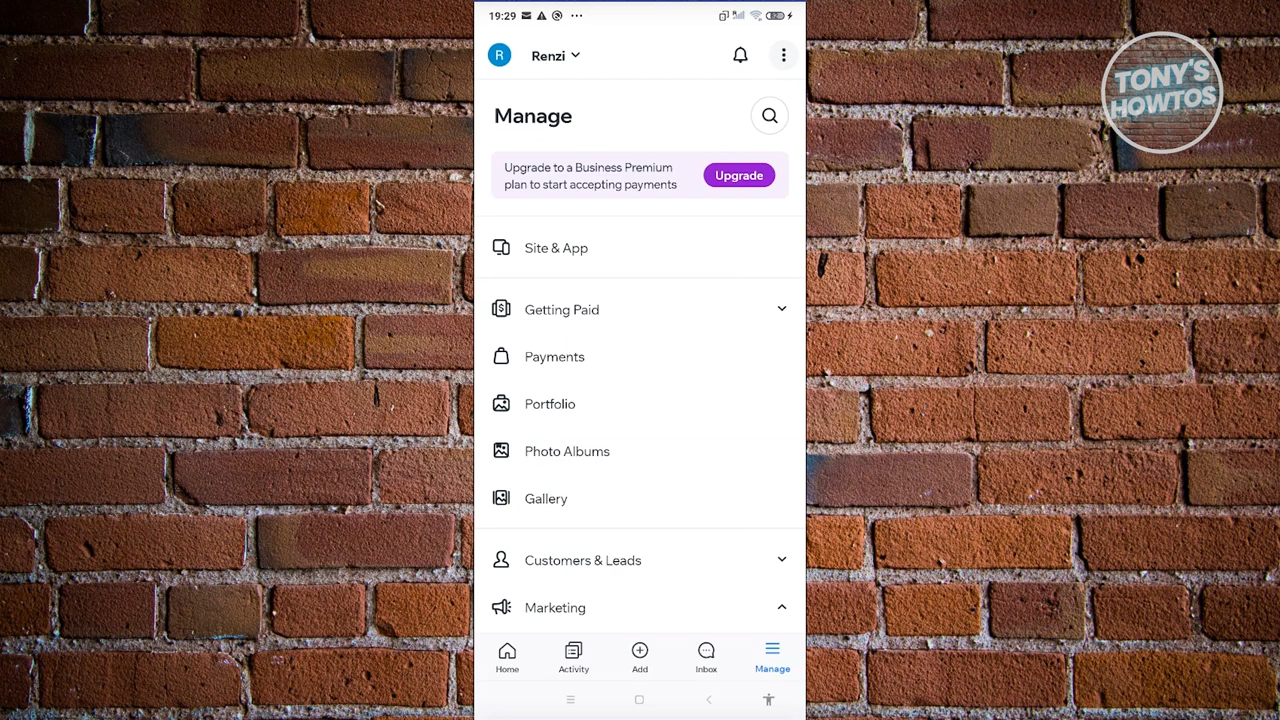 19:29
82
R Renzi
TONY'S
HOWTOS
Manage
Upgrade to a Business Premium
plan to start accepting payments
Upgrade
Site & App
Getting Paid
Payments
Portfolio
Photo Albums
Gallery
Customers & Leads
Marketing
Home Activity Add Inbox Manage